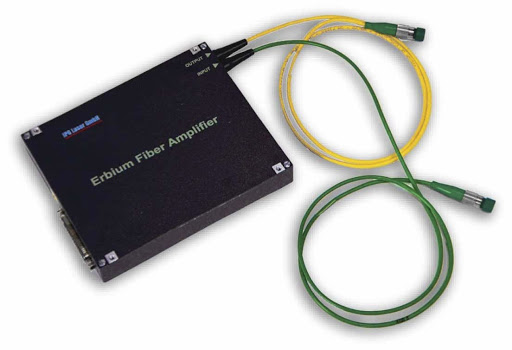 OUTPUT
INPUT
IPG Laser GmbH
Erbium Fiber Amplifier